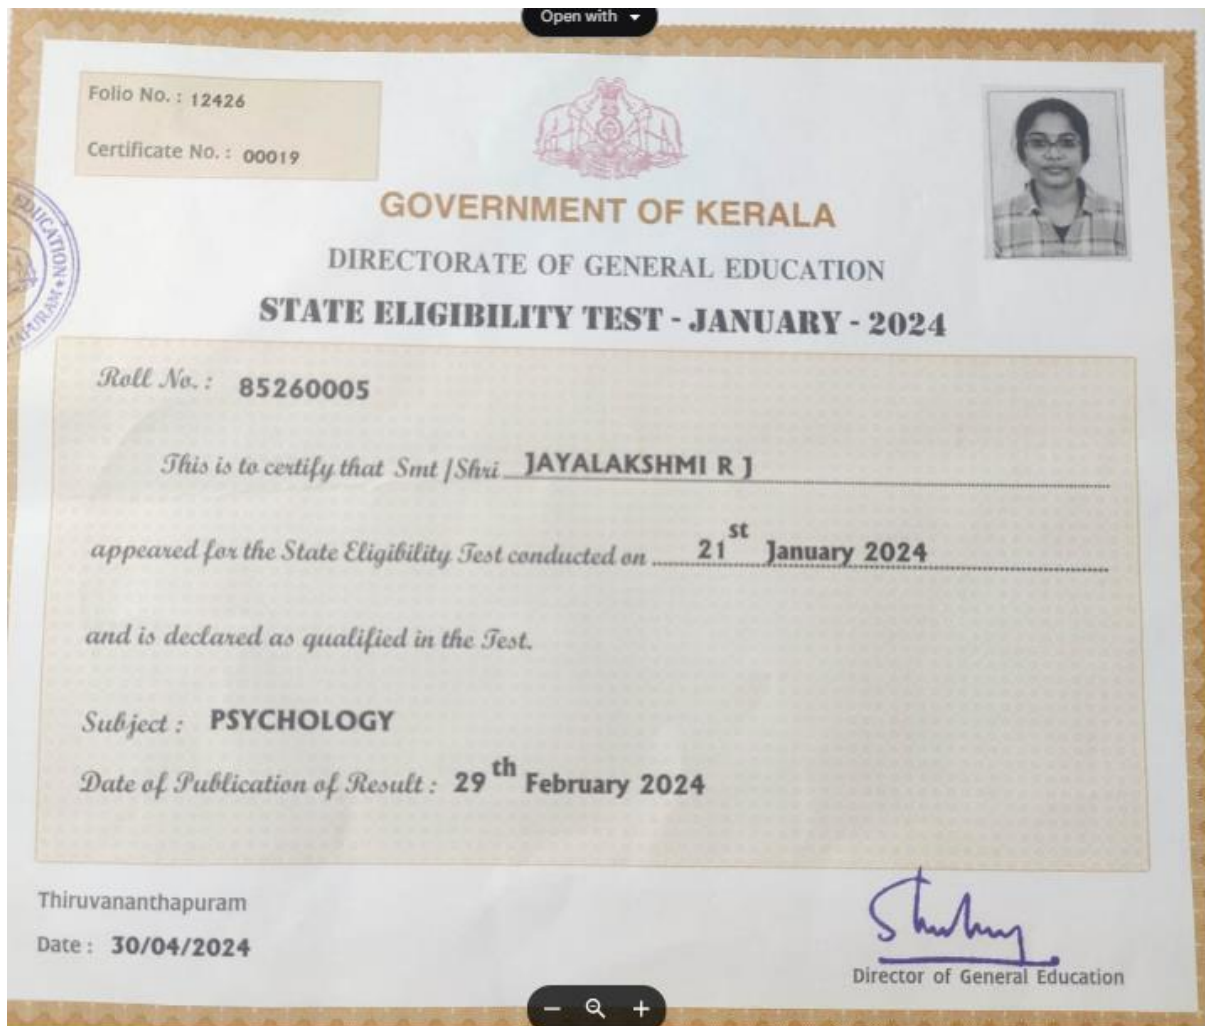 Open with
Folio No. : 12426
Certificate No. : 00019
EDUCATION
GOVERNMENT OF KERALA
DIRECTORATE OF GENERAL EDUCATION
STATE ELIGIBILITY TEST - JANUARY - 2024
Roll No. : 85260005
This is to certify that Smt /Shri JAYALAKSHMI R J
appeared for the State Eligibility Test conducted on 21st January 2024
and is declared as qualified in the Test.
Subject : PSYCHOLOGY
Date of Publication of Result : 29th February 2024
Thiruvananthapuram
Date : 30/04/2024
Director of General Education